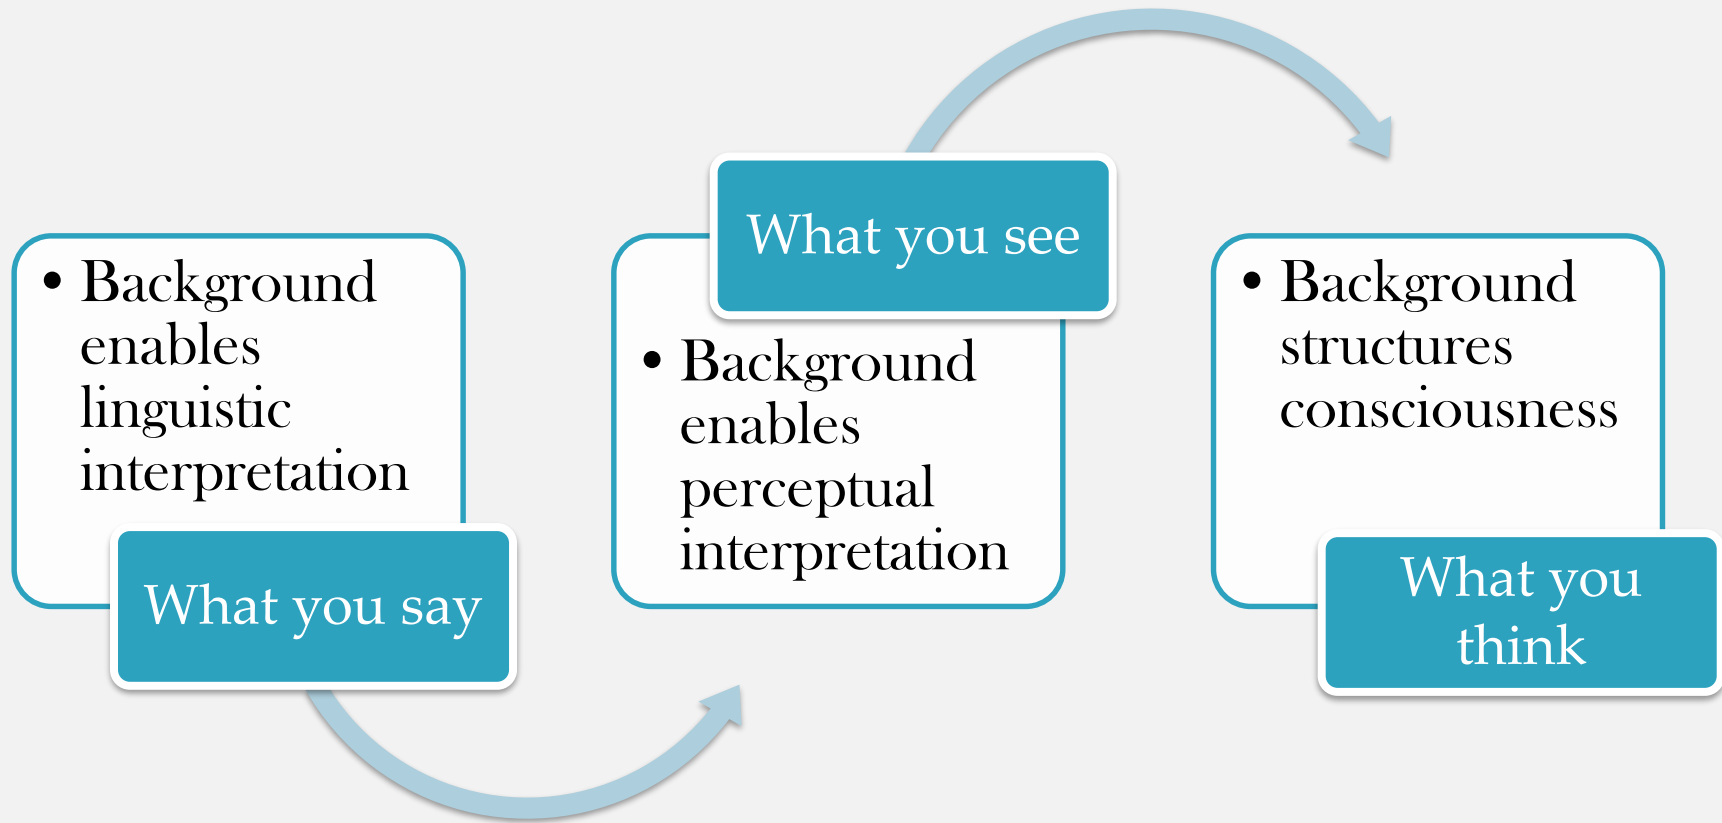 • Background
enables
linguistic
interpretation
What you say
What you see
• Background
enables
perceptual
interpretation
• Background
structures
consciousness
What you
think